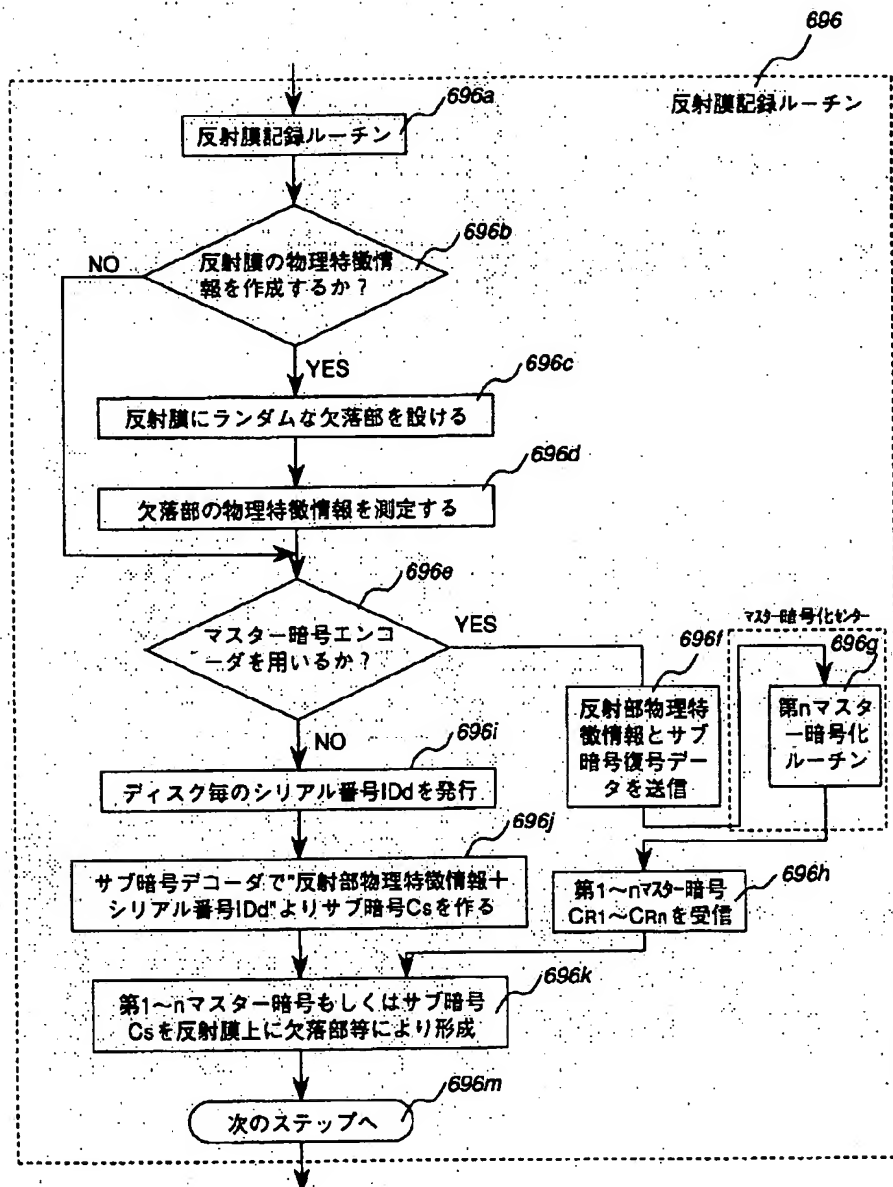 696
反射膜記録ルーチン
696a
反射膜記録ルーチン
696b
反射膜の物理特徴情
報を作成するか？
NO
YES
696c
反射膜にランダムな欠落部を設ける
696d
欠落部の物理特徴情報を測定する
696e
マスター暗号エンコ
ーダを用いるか？
YES
NO
696f
反射部物理特
徴情報とサブ
暗号復号デー
タを送信
マスター暗号化センター
696g
第nマスタ
ー暗号化
ルーチン
696h
第1～nマスター暗号
CR1～CRnを受信
696i
ディスク毎のシリアル番号IDdを発行
696j
サブ暗号デコーダで"反射部物理特徴情報＋
シリアル番号IDd"よりサブ暗号Csを作る
696k
第1～nマスター暗号もしくはサブ暗号
Csを反射膜上に欠落部等により形成
696m
次のステップへ